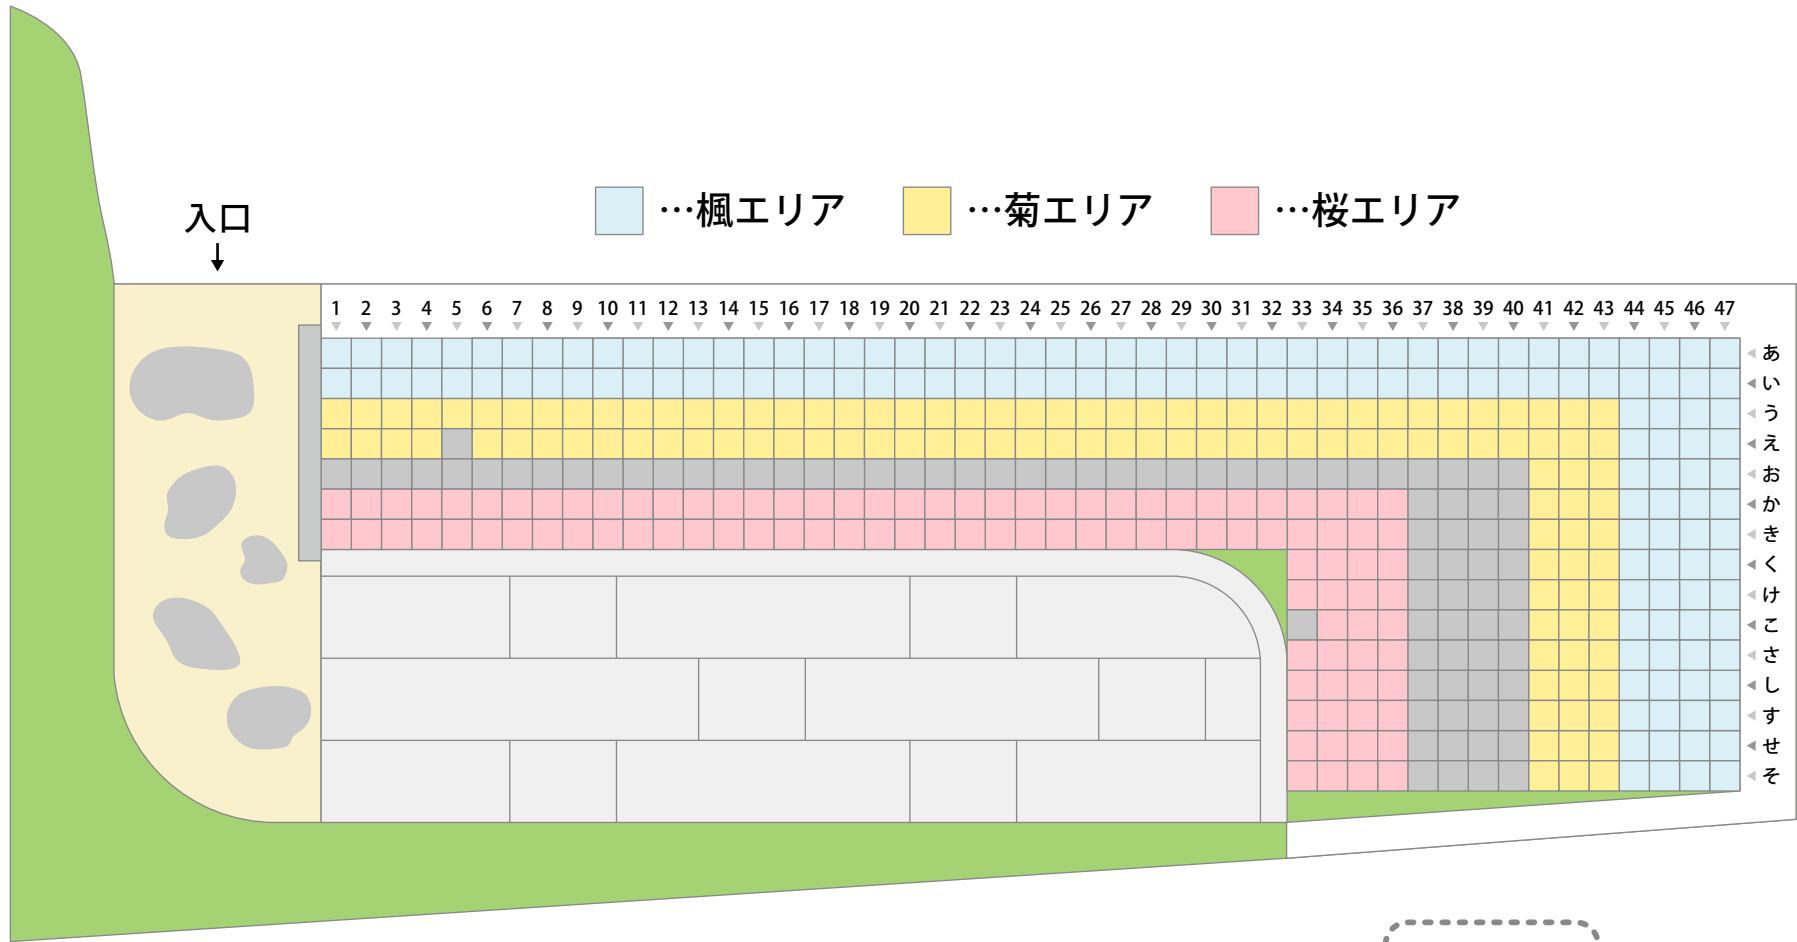 …楓エリア …菊エリア …桜エリア
入口
1 2 3 4 5 6 7 8 9 10 11 12 13 14 15 16 17 18 19 20 21 22 23 24 25 26 27 28 29 30 31 32 33 34 35 36 37 38 39 40 41 42 43 44 45 46 47
あ
い
う
え
お
か
き
く
け
こ
さ
し
す
せ
そ